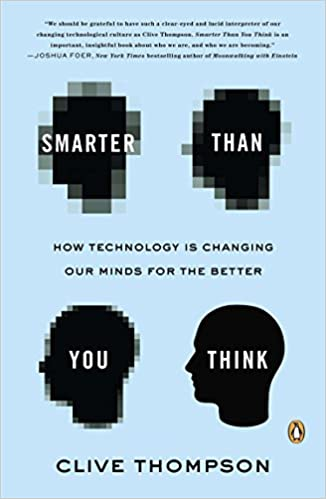 "We should be grateful to have such a clear-eyed and lucid interpreter of our
changing technological culture as Clive Thompson. Smarter Than You Think is an
important, insightful book about who we are, and who we are becoming."
—JOSHUA FOER, New York Times bestselling author of Moonwalking with Einstein
SMARTER THAN
HOW TECHNOLOGY IS CHANGING
OUR MINDS FOR THE BETTER
YOU THINK
CLIVE THOMPSON